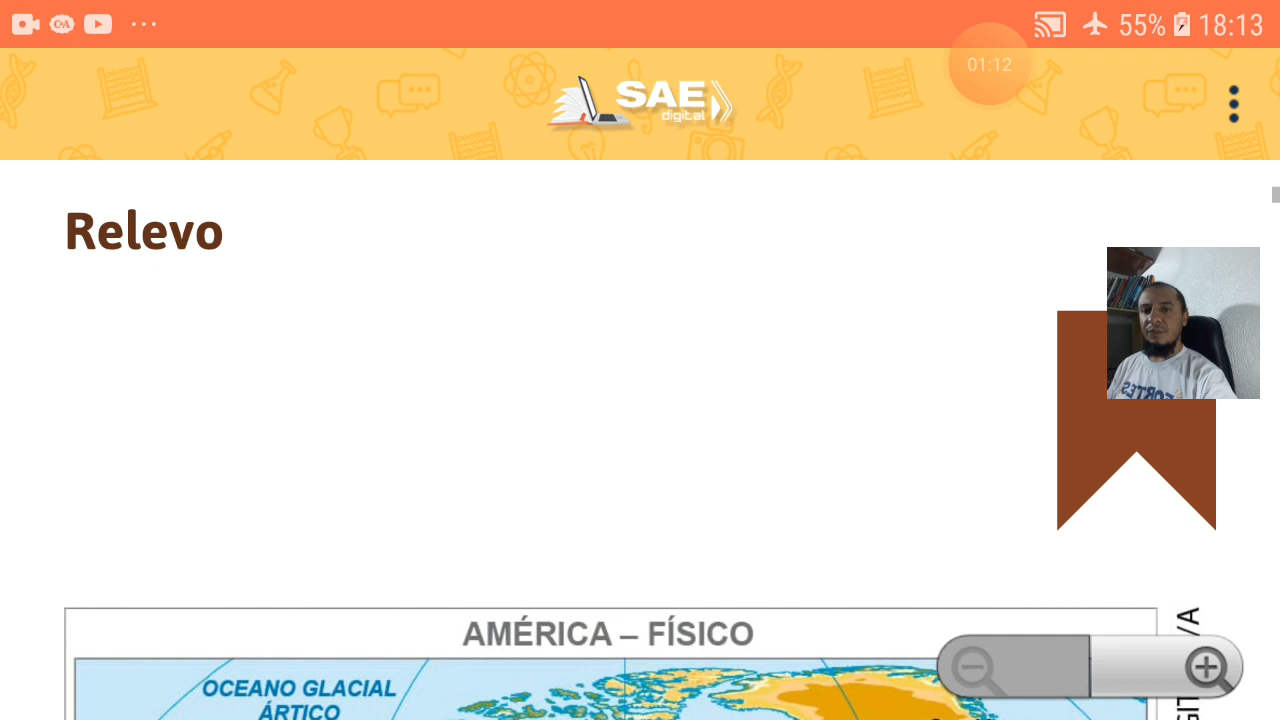 C&A
55%
18:13
01:12
SAE
digital
Relevo
AMÉRICA – FÍSICO
OCEANO GLACIAL
ÁRTICO